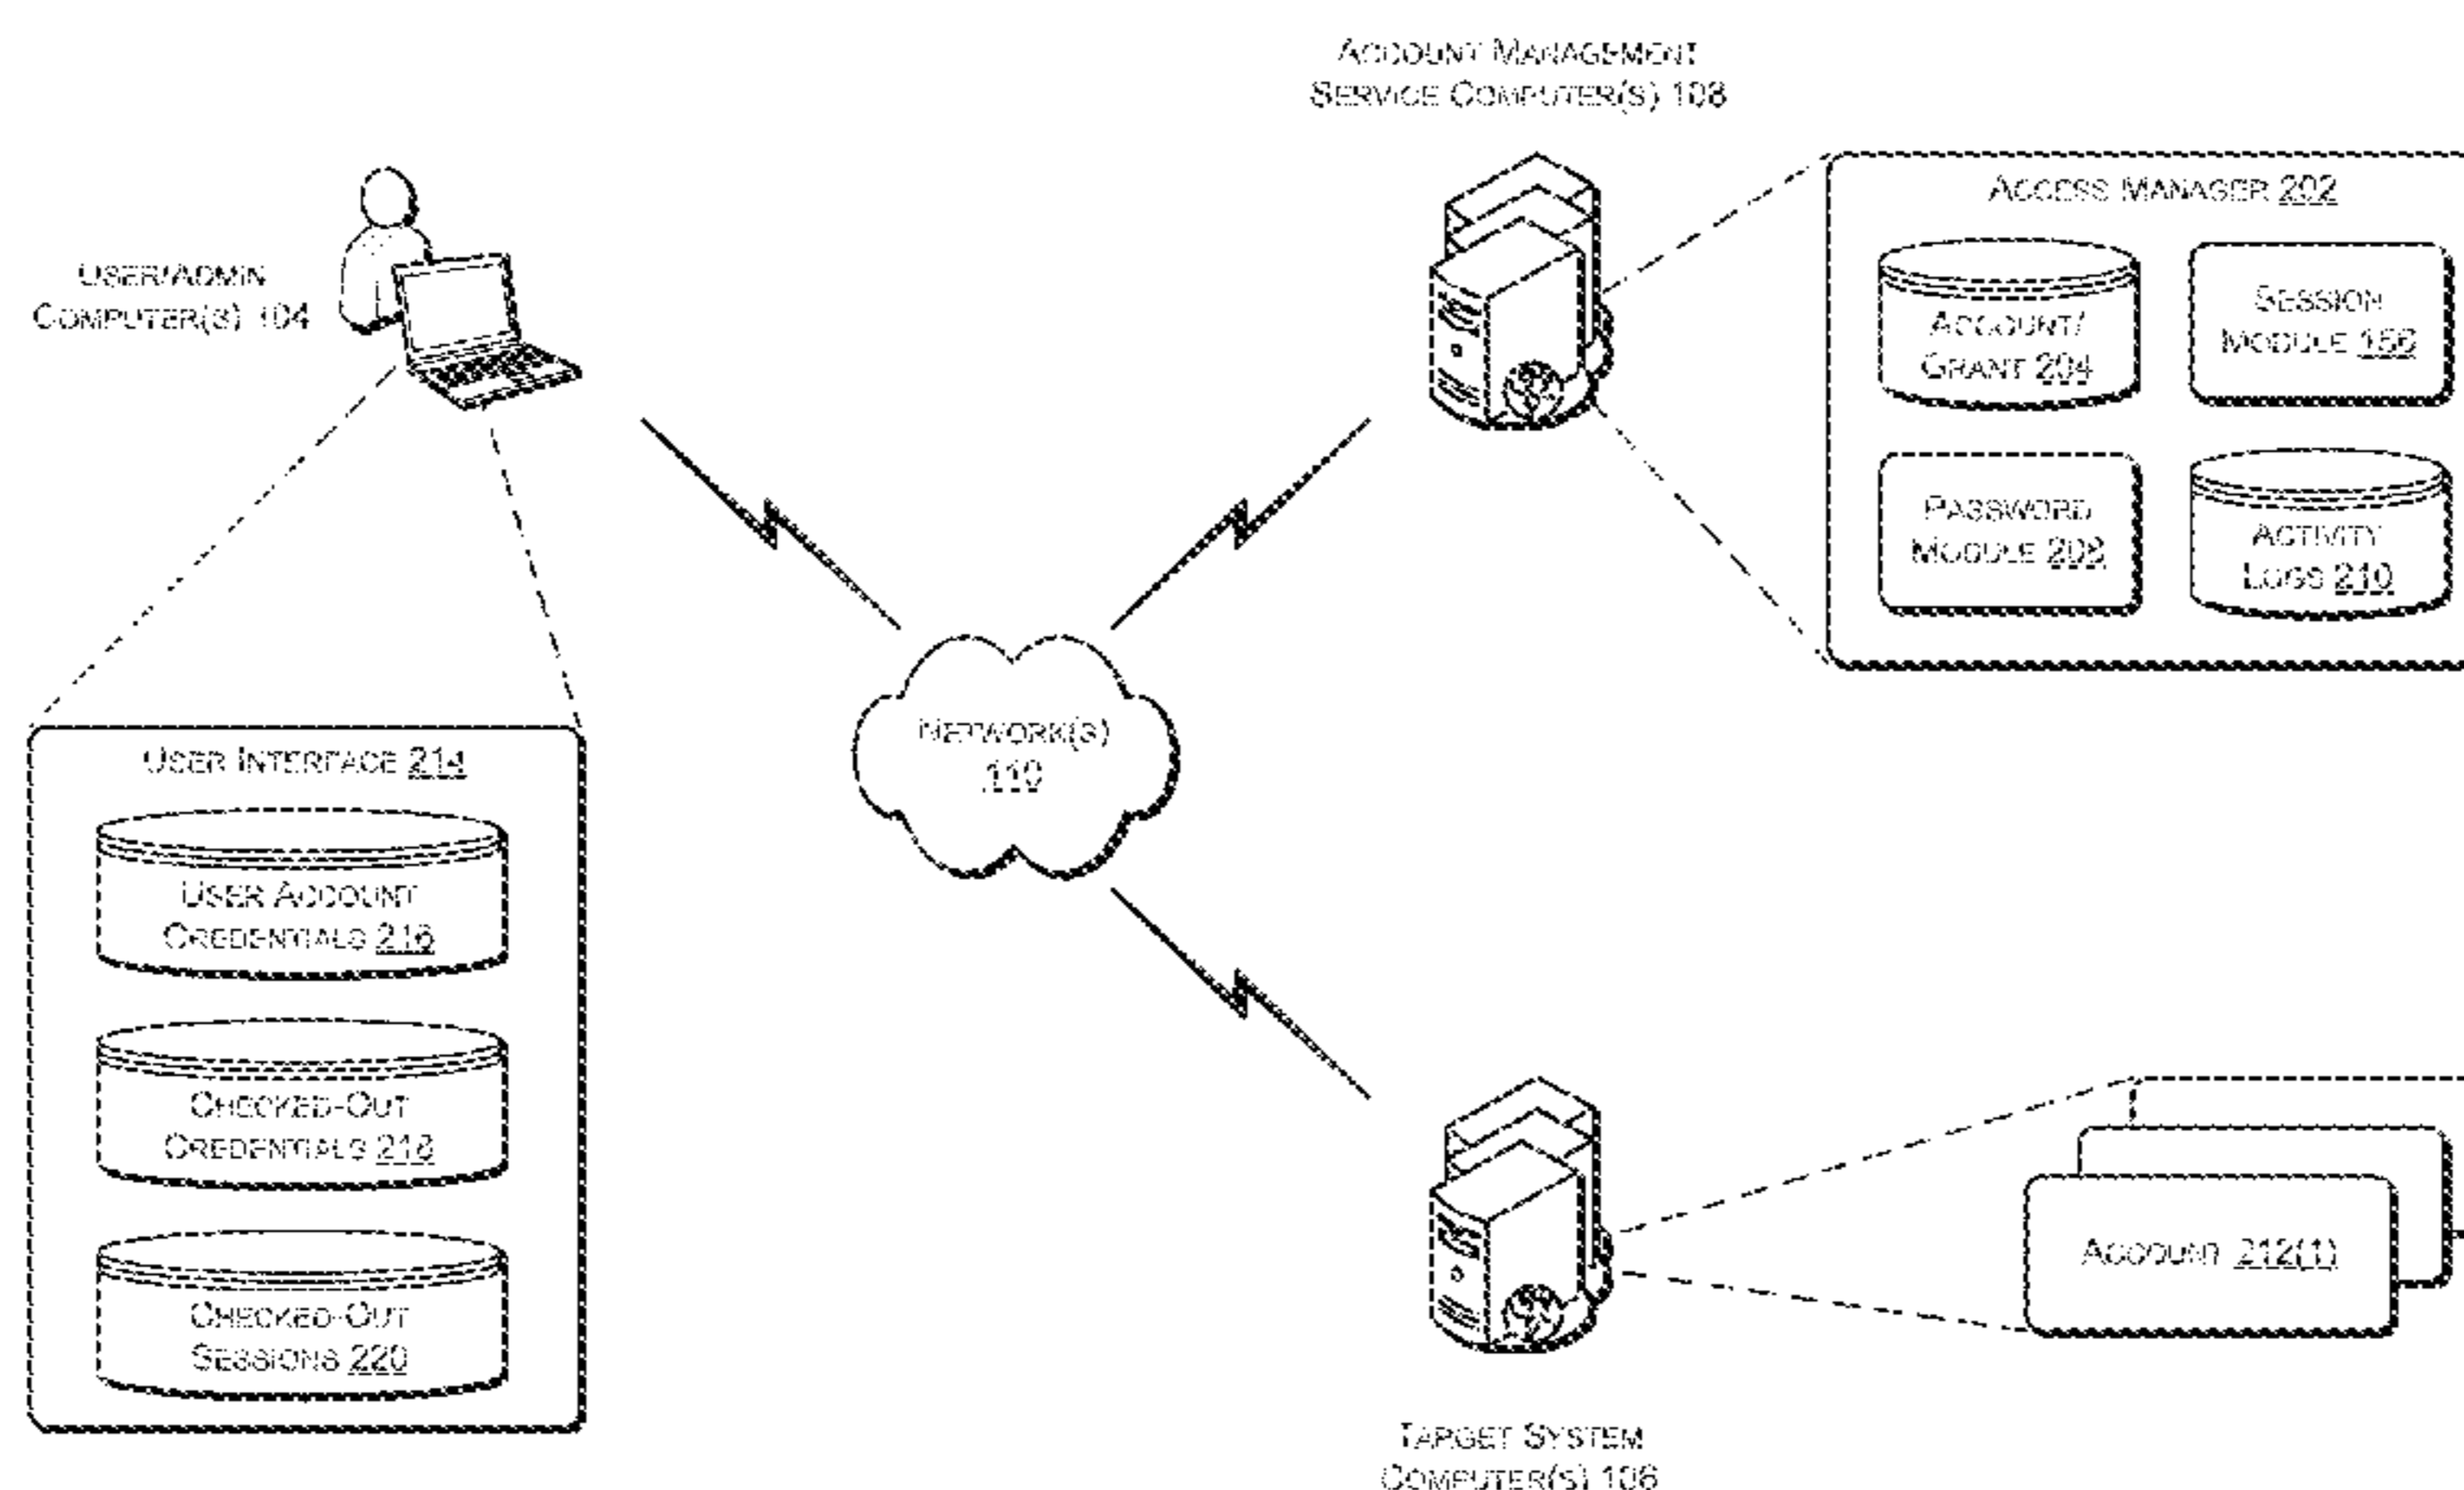 ACCOUNT MANAGEMENT
SERVICE COMPUTER(S) 108
ACCESS MANAGER 202
ACCOUNT/
GRANT 204
SESSION
MODULE 156
PASSWORD
MODULE 208
ACTIVITY
LOGS 210
USER/ADMIN
COMPUTER(S) 104
NETWORK(S)
110
USER INTERFACE 214
USER ACCOUNT
CREDENTIALS 216
CHECKED-OUT
CREDENTIALS 218
CHECKED-OUT
SESSIONS 220
ACCOUNT 212(1)
TARGET SYSTEM
COMPUTER(S) 106